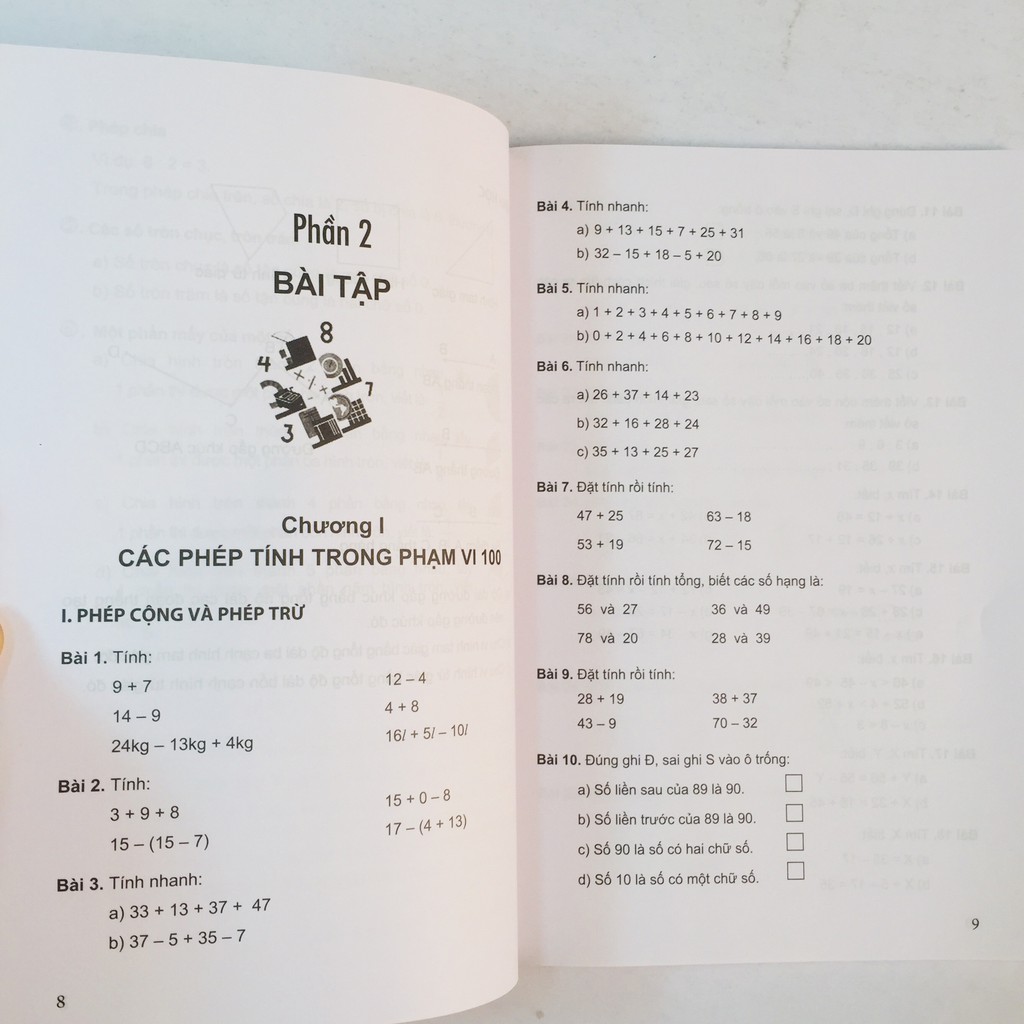 Phần 2
BÀI TẬP
8
4
7
3
Chương I
CÁC PHÉP TÍNH TRONG PHẠM VI 100
I. PHÉP CỘNG VÀ PHÉP TRỪ
Bài 1. Tính:
9 + 7 12 – 4
14 – 9 4 + 8
24kg – 13kg + 4kg 16l + 5l – 10l
Bài 2. Tính:
3 + 9 + 8 15 + 0 – 8
15 – (15 – 7) 17 – (4 + 13)
Bài 3. Tính nhanh:
a) 33 + 13 + 37 + 47
b) 37 – 5 + 35 – 7
8
Bài 4. Tính nhanh:
a) 9 + 13 + 15 + 7 + 25 + 31
b) 32 – 15 + 18 – 5 + 20
Bài 5. Tính nhanh:
a) 1 + 2 + 3 + 4 + 5 + 6 + 7 + 8 + 9
b) 0 + 2 + 4 + 6 + 8 + 10 + 12 + 14 + 16 + 18 + 20
Bài 6. Tính nhanh:
a) 26 + 37 + 14 + 23
b) 32 + 16 + 28 + 24
c) 35 + 13 + 25 + 27
Bài 7. Đặt tính rồi tính:
47 + 25 63 – 18
53 + 19 72 – 15
Bài 8. Đặt tính rồi tính tổng, biết các số hạng là:
56 và 27 36 và 49
78 và 20 28 và 39
Bài 9. Đặt tính rồi tính:
28 + 19 38 + 37
43 – 9 70 – 32
Bài 10. Đúng ghi Đ, sai ghi S vào ô trống:
a) Số liền sau của 89 là 90.
b) Số liền trước của 89 là 90.
c) Số 90 là số có hai chữ số.
d) Số 10 là số có một chữ số.
9